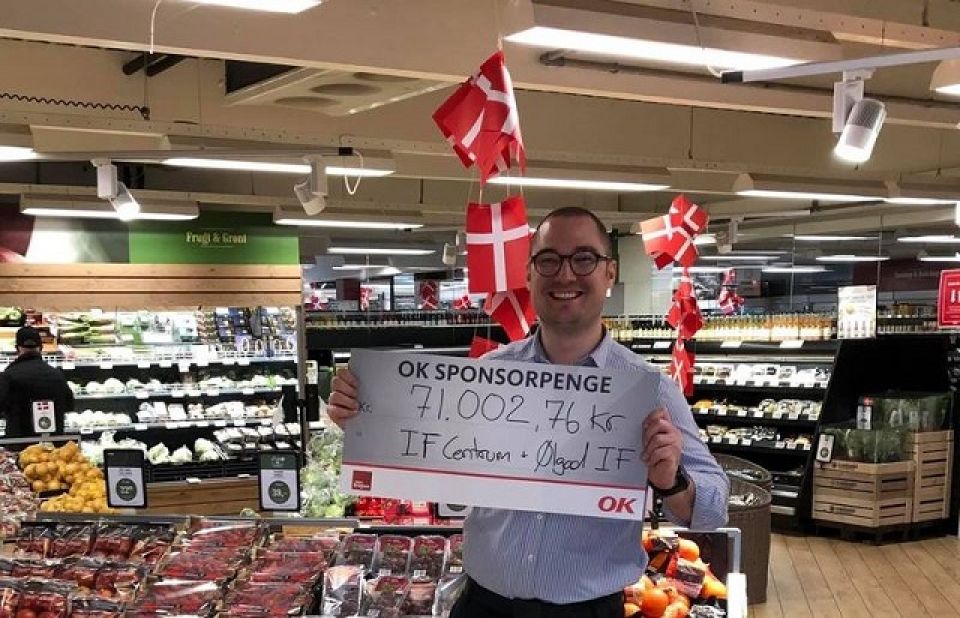 Frugt & Grønt
OK SPONSORPENGE
Kr. 71.002,76 Kr
IF Centrum + Ølgod IF
OK